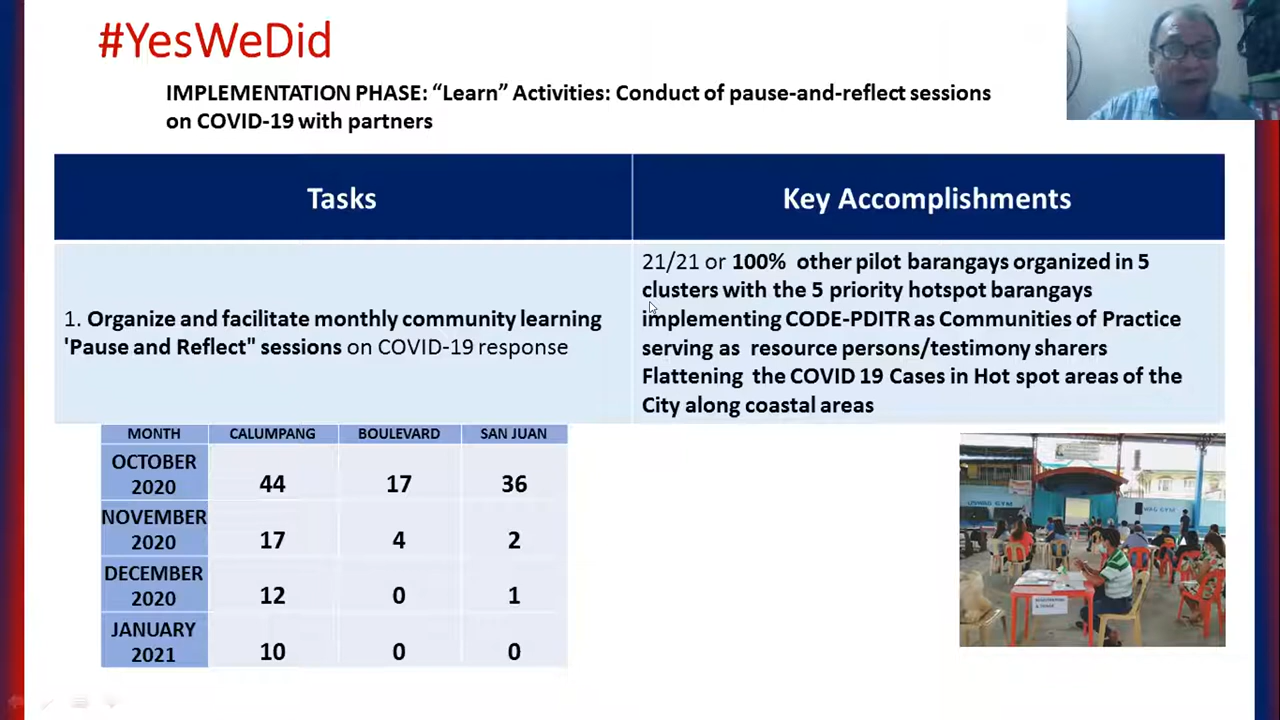 #YesWeDid
IMPLEMENTATION PHASE: “Learn” Activities: Conduct of pause-and-reflect sessions
on COVID-19 with partners
Tasks
Key Accomplishments
1. Organize and facilitate monthly community learning
'Pause and Reflect" sessions on COVID-19 response
21/21 or 100% other pilot barangays organized in 5
clusters with the 5 priority hotspot barangays
implementing CODE-PDITR as Communities of Practice
serving as resource persons/testimony sharers
Flattening the COVID 19 Cases in Hot spot areas of the
City along coastal areas
MONTH CALUMPANG BOULEVARD SAN JUAN
OCTOBER
2020 44 17 36
NOVEMBER
2020 17 4 2
DECEMBER
2020 12 0 1
JANUARY
2021 10 0 0